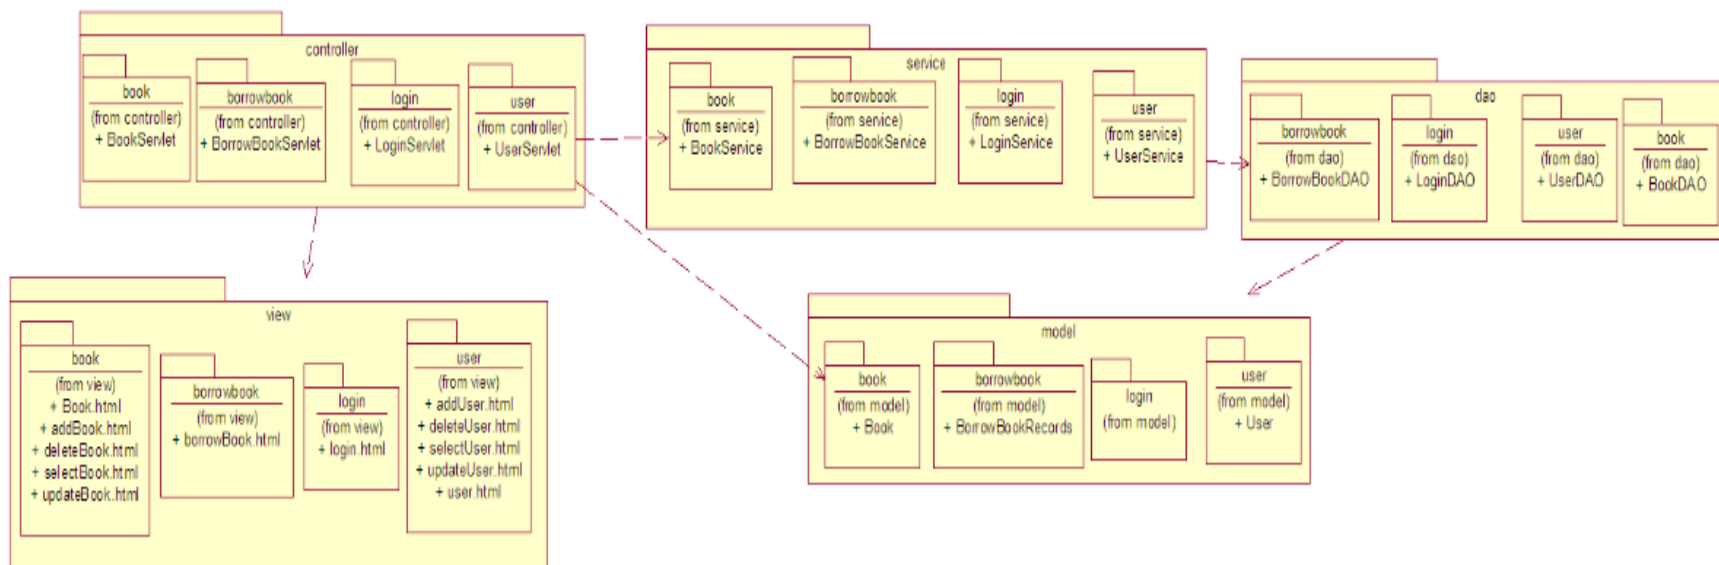 controller
book
(from controller)
+ BookServlet
borrowbook
(from controller)
+ BorrowBookServlet
login
(from controller)
+ LoginServlet
user
(from controller)
+ UserServlet
service
book
(from service)
+ BookService
borrowbook
(from service)
+ BorrowBookService
login
(from service)
+ LoginService
user
(from service)
+ UserService
dao
borrowbook
(from dao)
+ BorrowBookDAO
login
(from dao)
+ LoginDAO
user
(from dao)
+ UserDAO
book
(from dao)
+ BookDAO
view
book
(from view)
+ Book.html
+ addBook.html
+ deleteBook.html
+ selectBook.html
+ updateBook.html
borrowbook
(from view)
+ borrowBook.html
login
(from view)
+ login.html
user
(from view)
+ addUser.html
+ deleteUser.html
+ selectUser.html
+ updateUser.html
+ user.html
model
book
(from model)
+ Book
borrowbook
(from model)
+ BorrowBookRecords
login
(from model)
user
(from model)
+ User